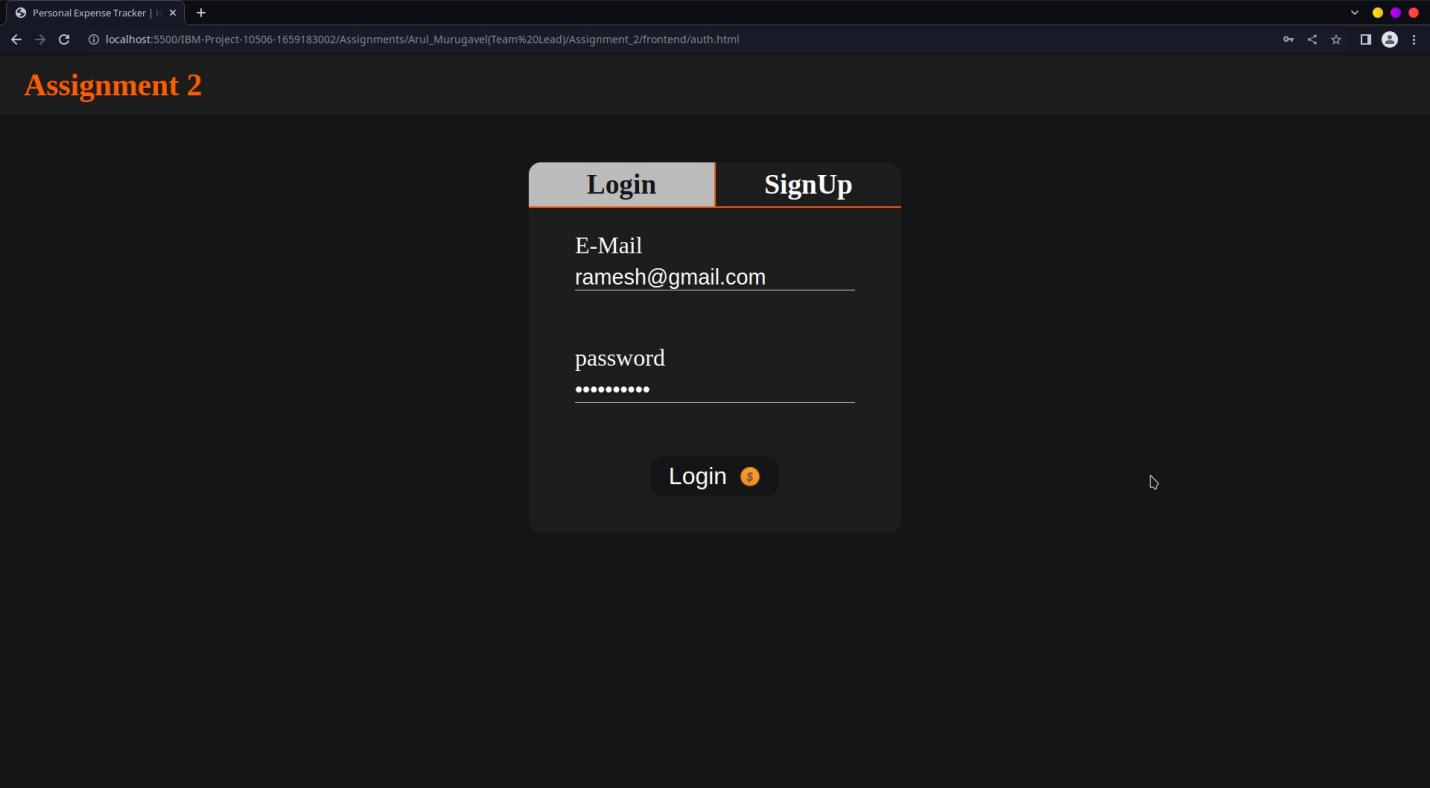 Personal Expense Tracker |
localhost:5500/IBM-Project-10506-1659183002/Assignments/Arul_Murugavel(Team%20Lead)/Assignment_2/frontend/auth.html
Assignment 2
Login SignUp
E-Mail
ramesh@gmail.com
password
••••••••••
Login $